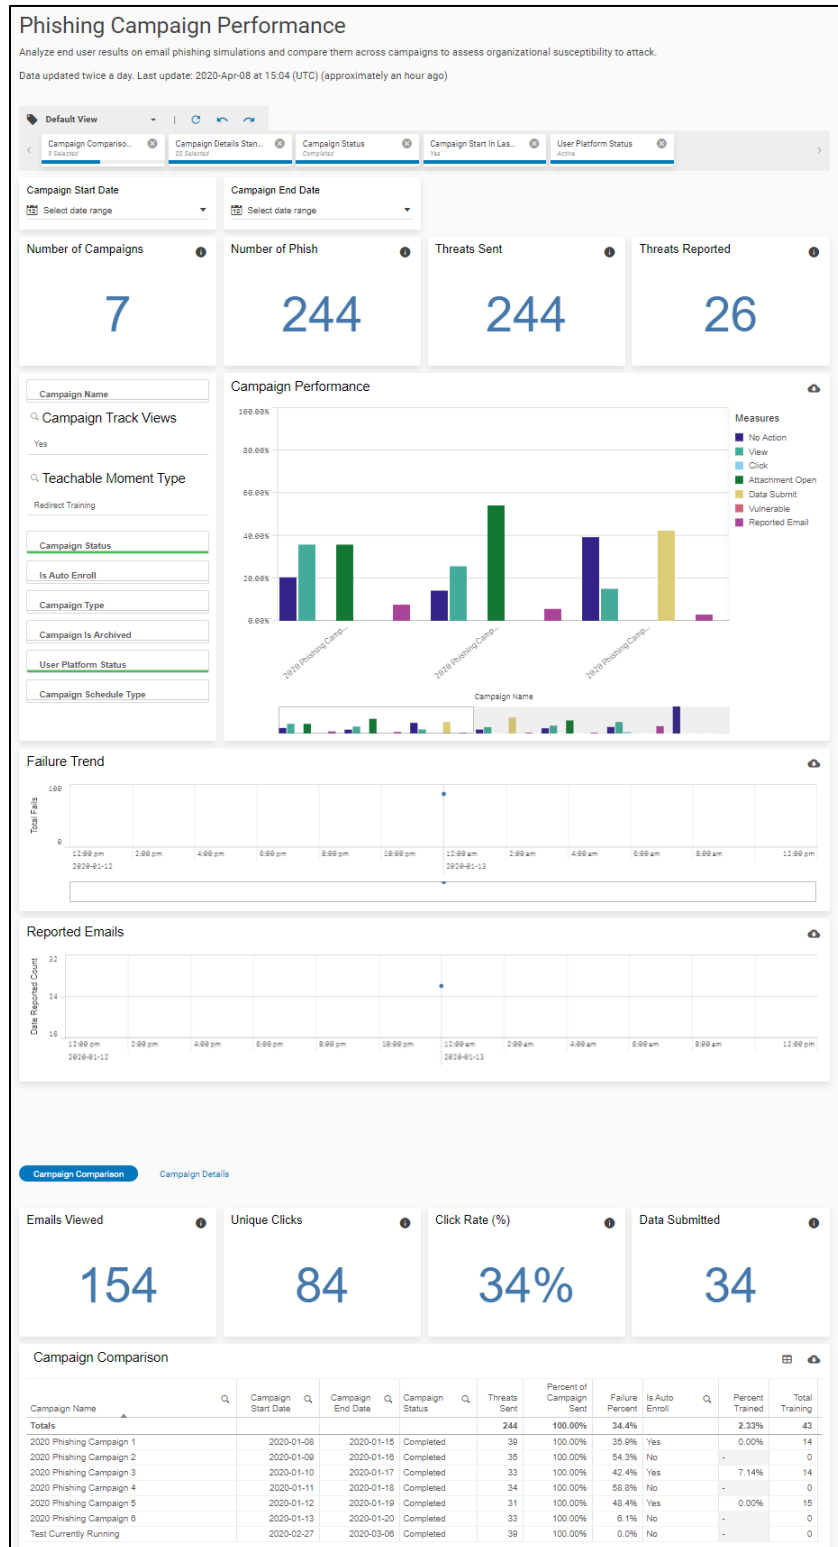 Phishing Campaign Performance
Analyze end user results on email phishing simulations and compare them across campaigns to assess organizational susceptibility to attack.
Data updated twice a day. Last update: 2020-Apr-08 at 15:04 (UTC) (approximately an hour ago)
Default View
Campaign Compariso... Campaign Details Stan... Campaign Status Campaign Start In Las... User Platform Status
9 Selected 22 Selected Completed Yes Active
Campaign Start Date Campaign End Date
12 Select date range 12 Select date range
Number of Campaigns Number of Phish Threats Sent Threats Reported
7 244 244 26
Campaign Name
Campaign Track Views
Yes
Teachable Moment Type
Redirect Training
Campaign Status
Is Auto Enroll
Campaign Type
Campaign Is Archived
User Platform Status
Campaign Schedule Type
Campaign Performance
100.00%
80.00%
60.00%
40.00%
20.00%
0.00%
2020 Phishing Camp... 2020 Phishing Camp... 2020 Phishing Camp...
Campaign Name
Measures
No Action
View
Click
Attachment Open
Data Submit
Vulnerable
Reported Email
Failure Trend
Total Fails
100
0
12:00 pm 2:00 pm 4:00 pm 6:00 pm 8:00 pm 10:00 pm 12:00 am 2:00 am 4:00 am 6:00 am 8:00 am 12:00 pm
2020-01-12 2020-01-13
Reported Emails
Date Reported Count
32
24
16
12:00 pm 2:00 pm 4:00 pm 6:00 pm 8:00 pm 10:00 pm 12:00 am 2:00 am 4:00 am 6:00 am 8:00 am 12:00 pm
2020-01-12 2020-01-13
Campaign Comparison Campaign Details
Emails Viewed Unique Clicks Click Rate (%) Data Submitted
154 84 34% 34
Campaign Comparison
Campaign Name Campaign Start Date Campaign End Date Campaign Status Threats Sent Percent of Campaign Sent Failure Percent Is Auto Enroll Percent Trained Total Training
Totals 244 100.00% 34.4% 2.33% 43
2020 Phishing Campaign 1 2020-01-08 2020-01-15 Completed 39 100.00% 35.9% Yes 0.00% 14
2020 Phishing Campaign 2 2020-01-09 2020-01-16 Completed 35 100.00% 54.3% No - 0
2020 Phishing Campaign 3 2020-01-10 2020-01-17 Completed 33 100.00% 42.4% Yes 7.14% 14
2020 Phishing Campaign 4 2020-01-11 2020-01-18 Completed 34 100.00% 58.8% No - 0
2020 Phishing Campaign 5 2020-01-12 2020-01-19 Completed 31 100.00% 48.4% Yes 0.00% 15
2020 Phishing Campaign 6 2020-01-13 2020-01-20 Completed 33 100.00% 6.1% No - 0
Test Currently Running 2020-02-27 2020-03-06 Completed 39 100.00% 0.0% No - 0